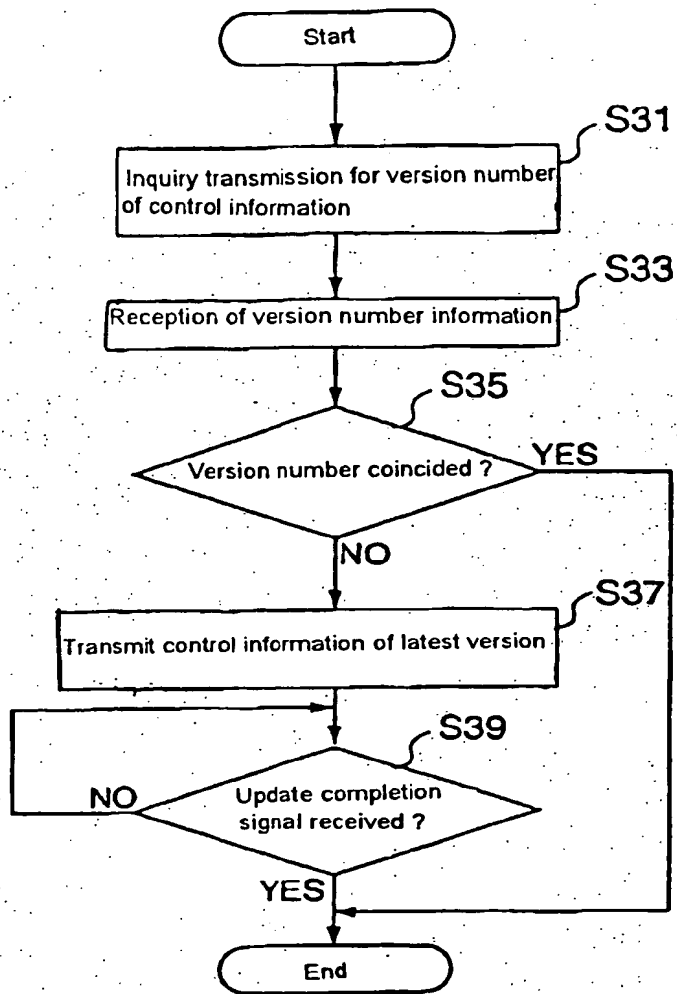 Start
S31
Inquiry transmission for version number
of control information
S33
Reception of version number information
S35
Version number coincided ?
YES
NO
S37
Transmit control information of latest version
S39
NO
Update completion
signal received ?
YES
End